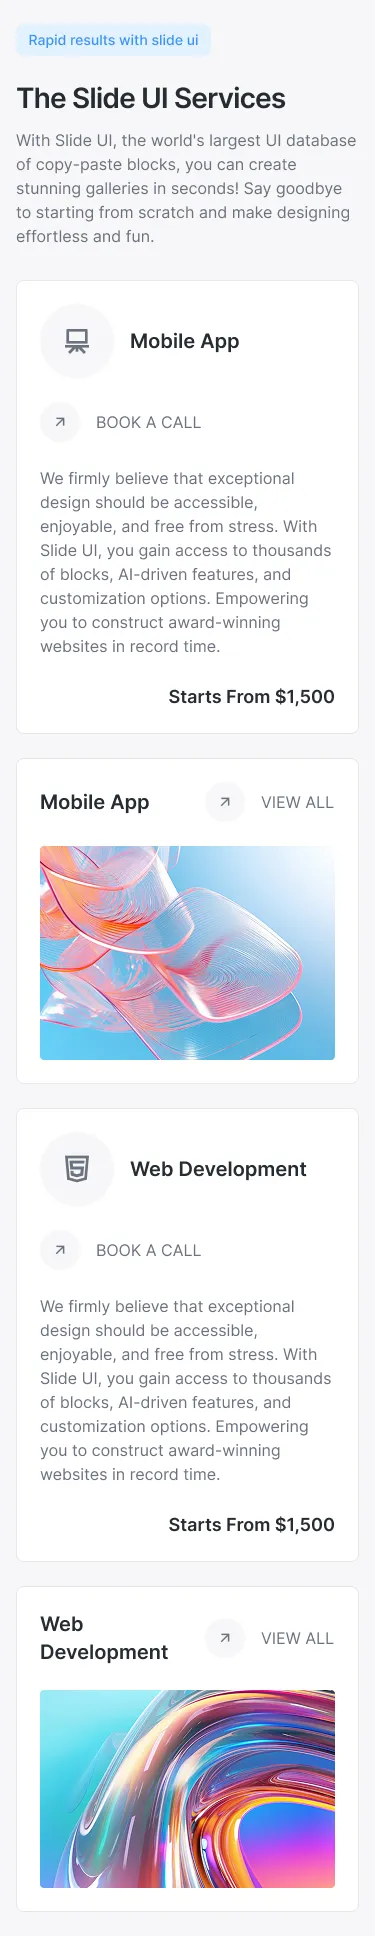 Rapid results with slide ui
The Slide UI Services
With Slide UI, the world's largest UI database
of copy-paste blocks, you can create
stunning galleries in seconds! Say goodbye
to starting from scratch and make designing
effortless and fun.
Mobile App
BOOK A CALL
We firmly believe that exceptional
design should be accessible,
enjoyable, and free from stress. With
Slide UI, you gain access to thousands
of blocks, AI-driven features, and
customization options. Empowering
you to construct award-winning
websites in record time.
Starts From $1,500
Mobile App
VIEW ALL
Web Development
BOOK A CALL
We firmly believe that exceptional
design should be accessible,
enjoyable, and free from stress. With
Slide UI, you gain access to thousands
of blocks, AI-driven features, and
customization options. Empowering
you to construct award-winning
websites in record time.
Starts From $1,500
Web
Development
VIEW ALL